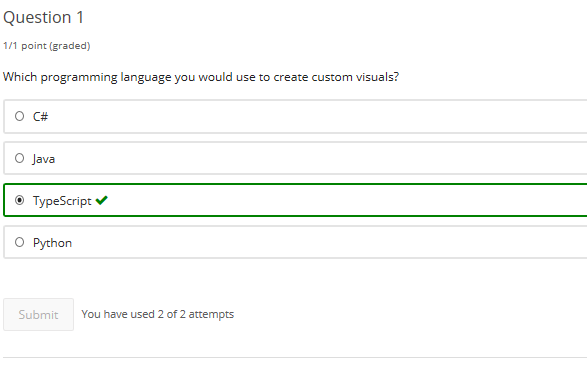 Question 1
1/1 point (graded)
Which programming language you would use to create custom visuals?
C#
Java
TypeScript
Python
Submit You have used 2 of 2 attempts